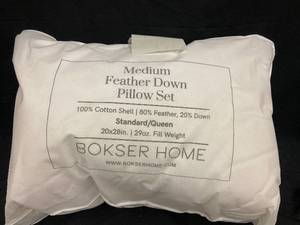 Medium
Feather Down
Pillow Set
100% Cotton Shell | 80% Feather, 20% Down
Standard/Queen
20x28in. | 29oz. Fill Weight
BOKSER HOME
WWW.BOKSERHOME.COM